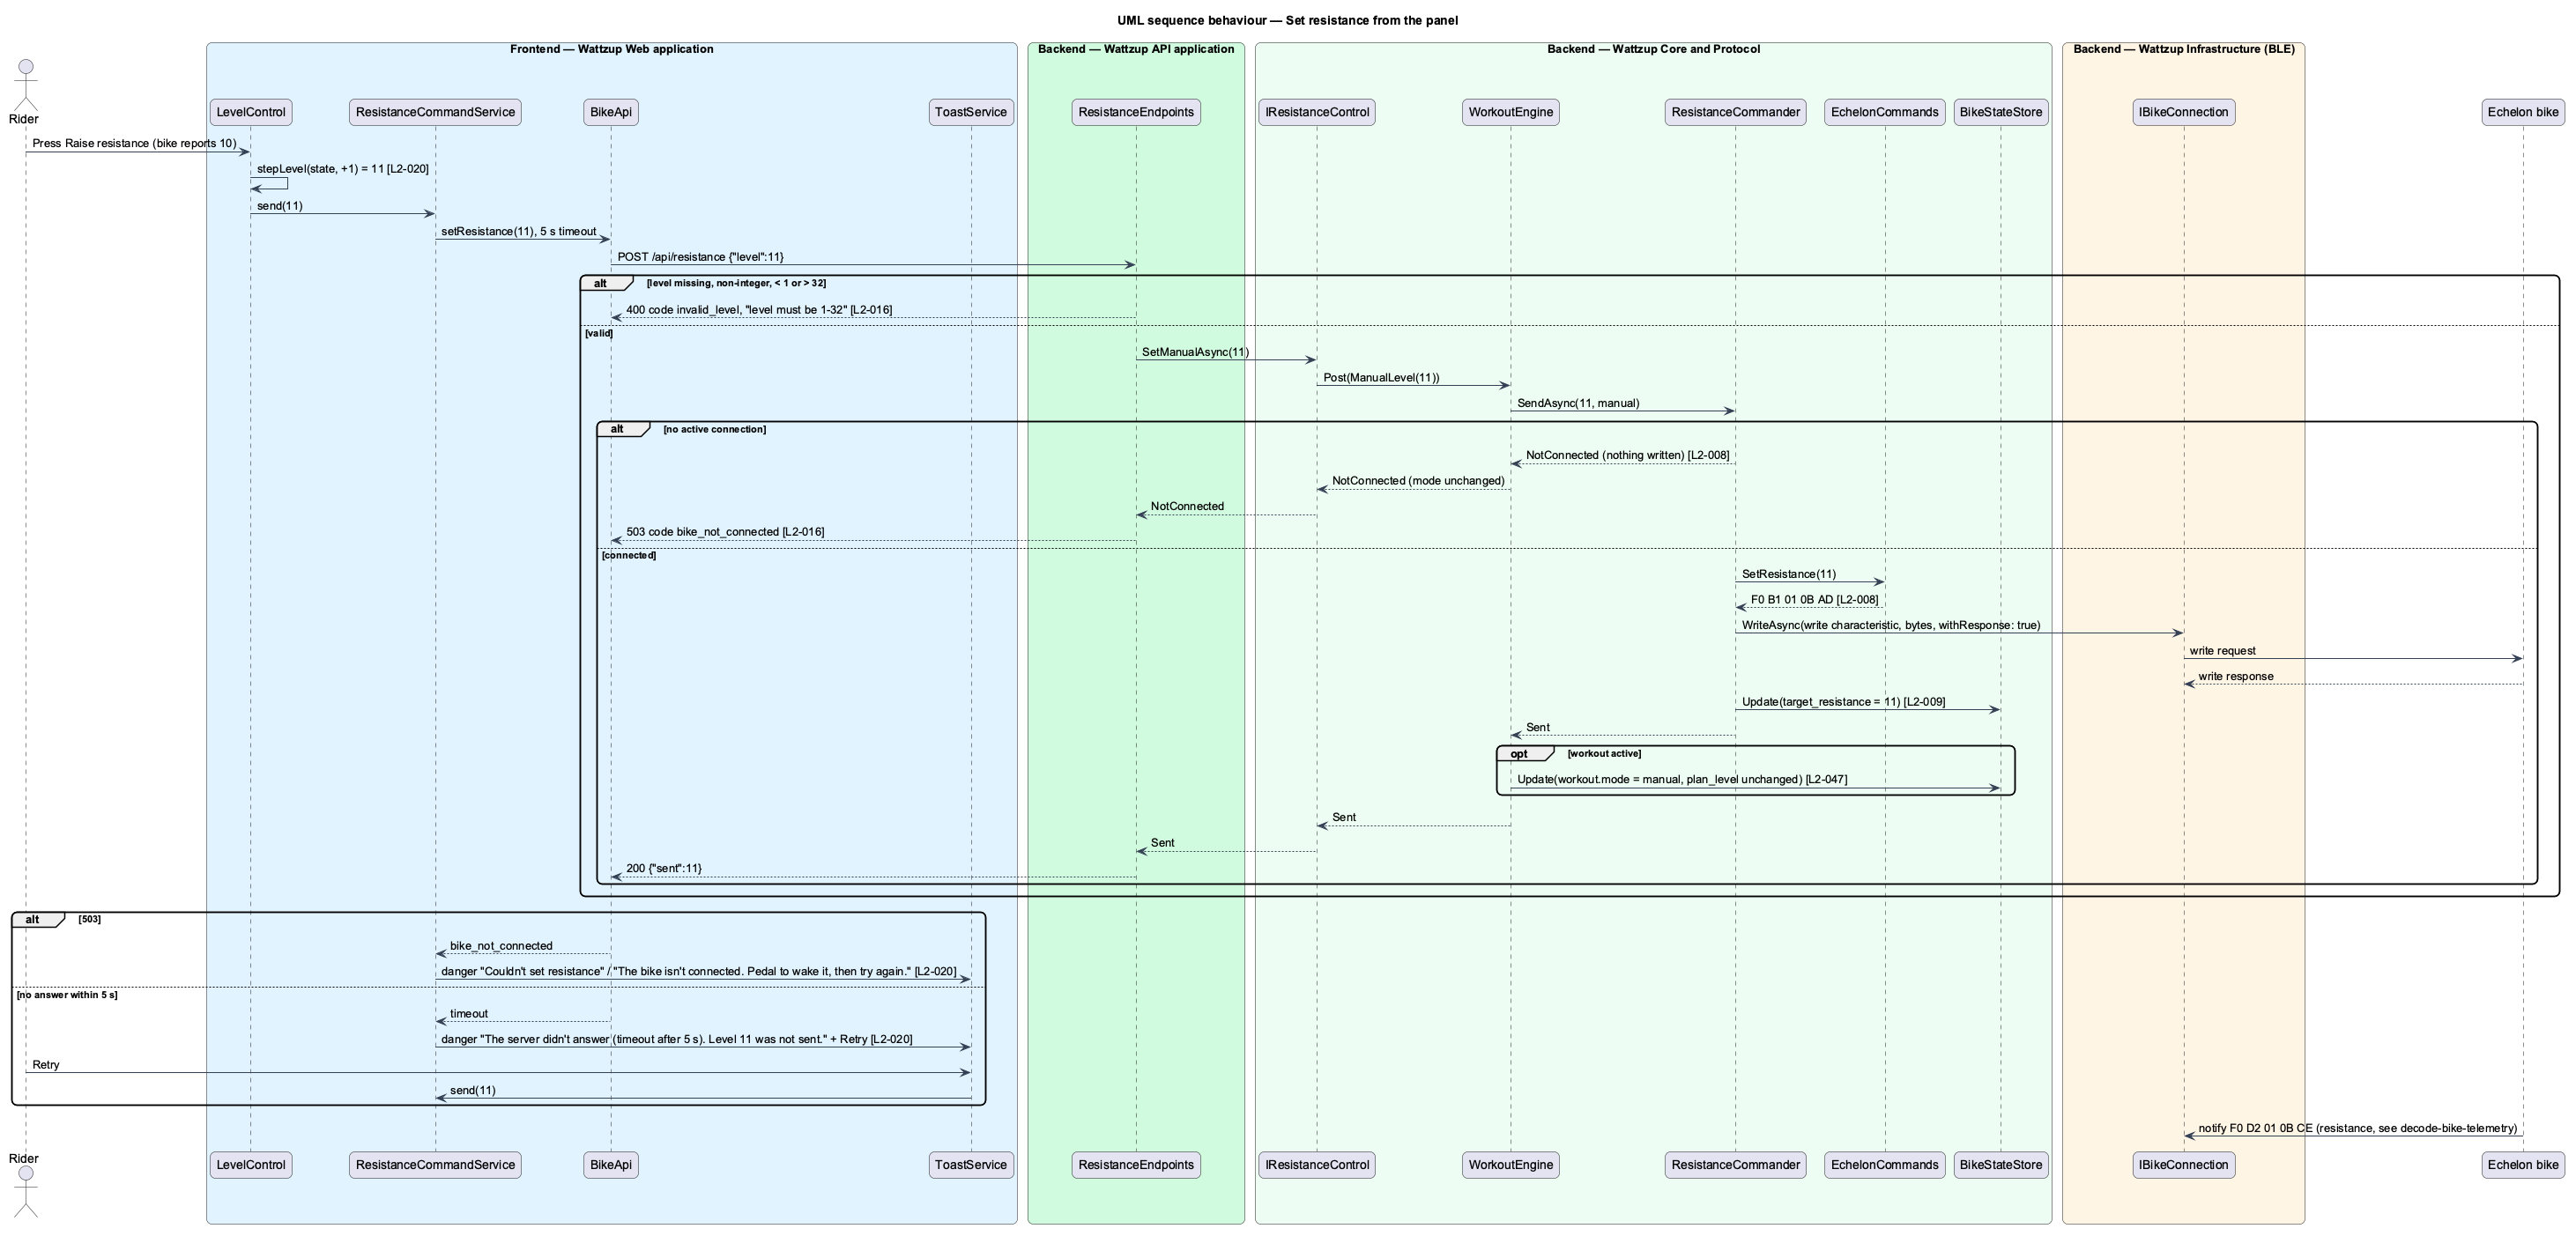 UML sequence behaviour — Set resistance from the panel
Frontend — Wattzup Web application
Backend — Wattzup API application
Backend — Wattzup Core and Protocol
Backend — Wattzup Infrastructure (BLE)
Rider
LevelControl
ResistanceCommandService
BikeApi
ToastService
ResistanceEndpoints
IResistanceControl
WorkoutEngine
ResistanceCommander
EchelonCommands
BikeStateStore
IBikeConnection
Echelon bike
Press Raise resistance (bike reports 10)
stepLevel(state, +1) = 11 [L2-020]
send(11)
setResistance(11), 5 s timeout
POST /api/resistance {"level":11}
alt [level missing, non-integer, < 1 or > 32]
400 code invalid_level, "level must be 1-32" [L2-016]
[valid]
SetManualAsync(11)
Post(ManualLevel(11))
SendAsync(11, manual)
alt [no active connection]
NotConnected (nothing written) [L2-008]
NotConnected (mode unchanged)
NotConnected
503 code bike_not_connected [L2-016]
[connected]
SetResistance(11)
F0 B1 01 0B AD [L2-008]
WriteAsync(write characteristic, bytes, withResponse: true)
write request
write response
Update(target_resistance = 11) [L2-009]
Sent
opt [workout active]
Update(workout.mode = manual, plan_level unchanged) [L2-047]
Sent
Sent
200 {"sent":11}
alt [503]
bike_not_connected
danger "Couldn't set resistance" / "The bike isn't connected. Pedal to wake it, then try again." [L2-020]
[no answer within 5 s]
timeout
danger "The server didn't answer (timeout after 5 s). Level 11 was not sent." + Retry [L2-020]
Retry
send(11)
notify F0 D2 01 0B CE (resistance, see decode-bike-telemetry)
Rider
LevelControl
ResistanceCommandService
BikeApi
ToastService
ResistanceEndpoints
IResistanceControl
WorkoutEngine
ResistanceCommander
EchelonCommands
BikeStateStore
IBikeConnection
Echelon bike